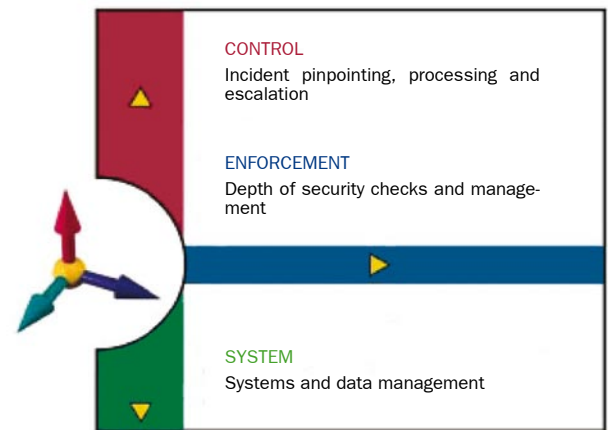 CONTROL
Incident pinpointing, processing and
escalation
ENFORCEMENT
Depth of security checks and manage-
ment
SYSTEM
Systems and data management